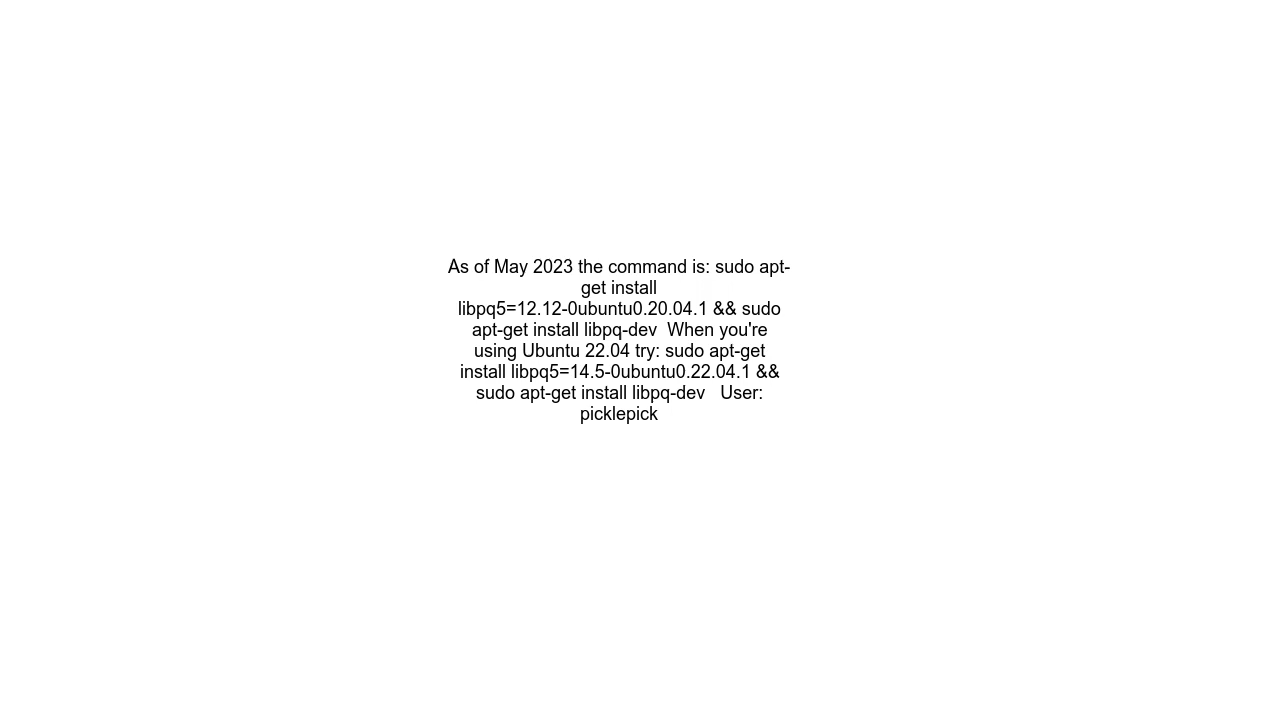 As of May 2023 the command is: sudo apt-
get install
libpq5=12.12-0ubuntu0.20.04.1 && sudo
apt-get install libpq-dev  When you're
using Ubuntu 22.04 try: sudo apt-get
install libpq5=14.5-0ubuntu0.22.04.1 &&
sudo apt-get install libpq-dev   User:
picklepick